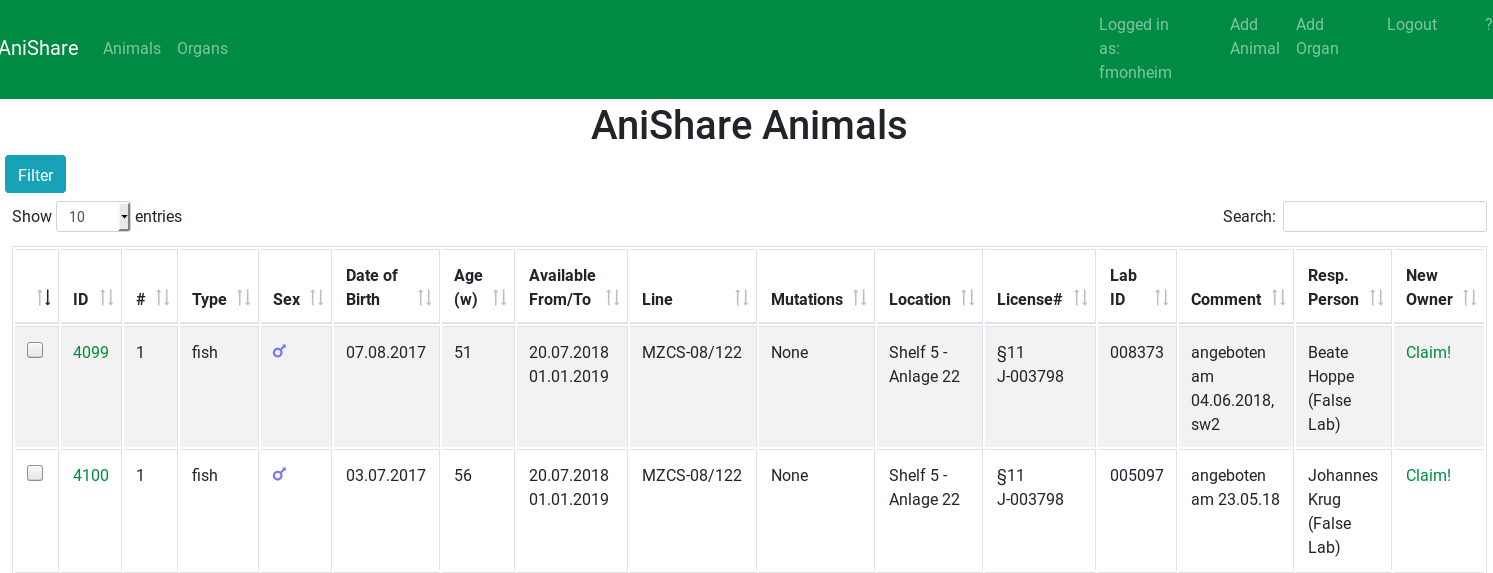 AniShare Animals Organs Logged in as: fmonheim Add Animal Add Organ Logout ?
AniShare Animals
Filter
Show 10 entries Search:
ID # Type Sex Date of Birth Age (w) Available From/To Line Mutations Location License# Lab ID Comment Resp. Person New Owner
4099 1 fish ♂ 07.08.2017 51 20.07.2018 01.01.2019 MZCS-08/122 None Shelf 5 - Anlage 22 §11 J-003798 008373 angeboten am 04.06.2018, sw2 Beate Hoppe (False Lab) Claim!
4100 1 fish ♂ 03.07.2017 56 20.07.2018 01.01.2019 MZCS-08/122 None Shelf 5 - Anlage 22 §11 J-003798 005097 angeboten am 23.05.18 Johannes Krug (False Lab) Claim!